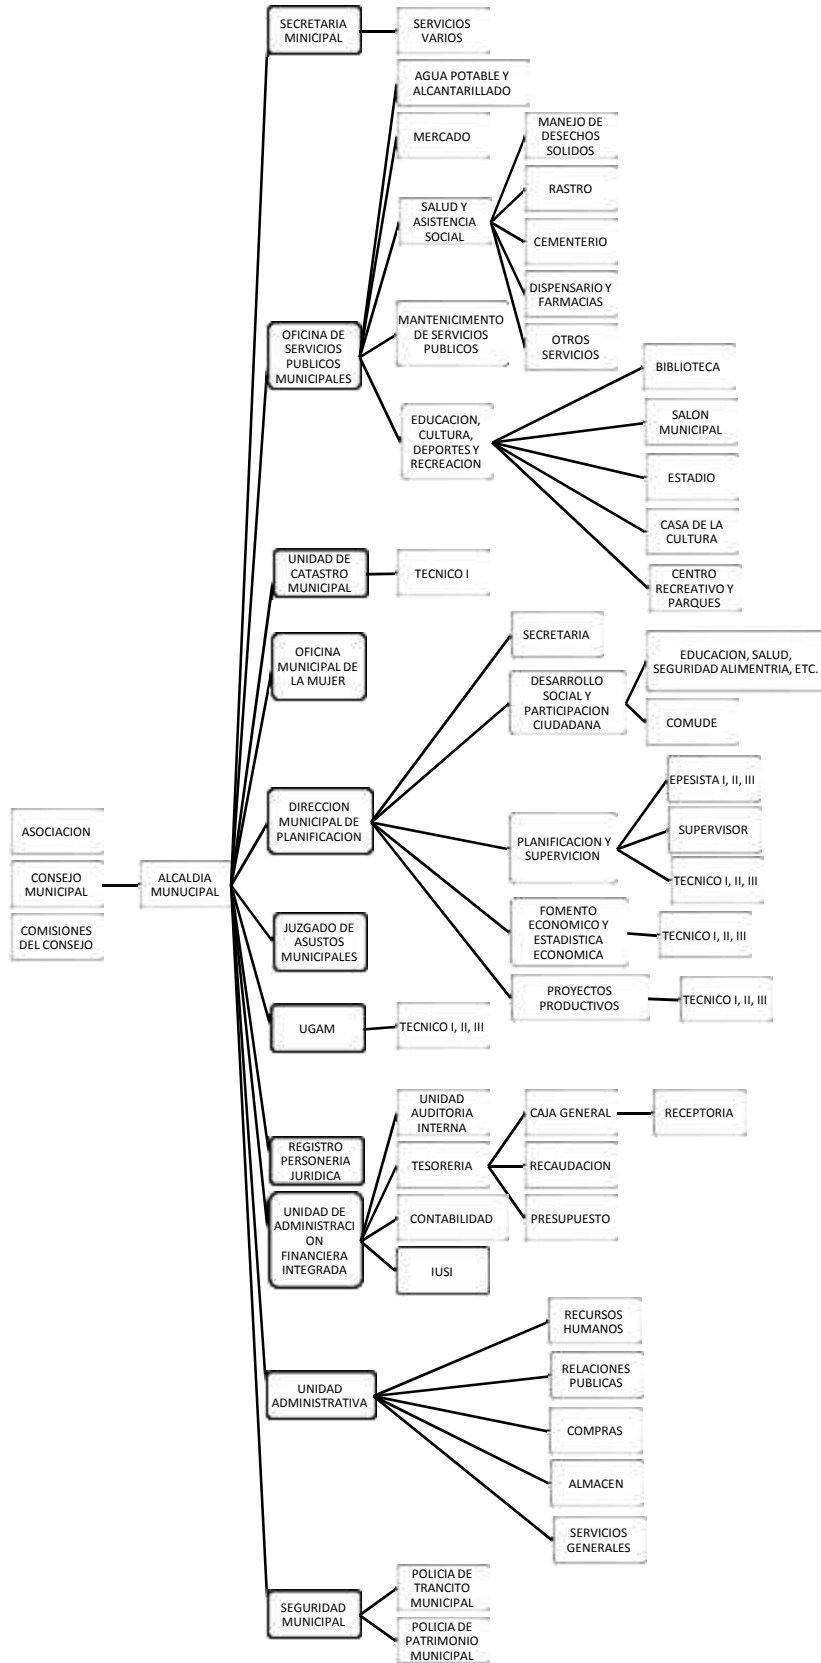 SECRETARIA
MINICIPAL
SERVICIOS
VARIOS
AGUA POTABLE Y
ALCANTARILLADO
MERCADO
MANEJO DE
DESECHOS
SOLIDOS
RASTRO
SALUD Y
ASISTENCIA
SOCIAL
CEMENTERIO
DISPENSARIO Y
FARMACIAS
OTROS
SERVICIOS
MANTENICIMENTO
DE SERVICIOS
PUBLICOS
OFICINA DE
SERVICIOS
PUBLICOS
MUNICIPALES
EDUCACION,
CULTURA,
DEPORTES Y
RECREACION
BIBLIOTECA
SALON
MUNICIPAL
ESTADIO
CASA DE LA
CULTURA
CENTRO
RECREATIVO Y
PARQUES
UNIDAD DE
CATASTRO
MUNICIPAL
TECNICO I
OFICINA
MUNICIPAL DE
LA MUJER
SECRETARIA
DESARROLLO
SOCIAL Y
PARTICIPACION
CIUDADANA
EDUCACION, SALUD,
SEGURIDAD ALIMENTRIA, ETC.
COMUDE
DIRECCION
MUNICIPAL DE
PLANIFICACION
PLANIFICACION Y
SUPERVICION
EPESISTA I, II, III
SUPERVISOR
TECNICO I, II, III
ASOCIACION
CONSEJO
MUNICIPAL
COMISIONES
DEL CONSEJO
ALCALDIA
MUNUCIPAL
FOMENTO
ECONOMICO Y
ESTADISTICA
ECONOMICA
TECNICO I, II, III
JUZGADO DE
ASUSTOS
MUNICIPALES
PROYECTOS
PRODUCTIVOS
TECNICO I, II, III
UGAM
TECNICO I, II, III
REGISTRO
PERSONERIA
JURIDICA
UNIDAD
AUDITORIA
INTERNA
CAJA GENERAL
RECEPTORIA
TESORERIA
RECAUDACION
PRESUPUESTO
UNIDAD DE
ADMINISTRACI
ON
FINANCIERA
INTEGRADA
CONTABILIDAD
IUSI
RECURSOS
HUMANOS
RELACIONES
PUBLICAS
UNIDAD
ADMINISTRATIVA
COMPRAS
ALMACEN
SERVICIOS
GENERALES
SEGURIDAD
MUNICIPAL
POLICIA DE
TRANCITO
MUNICIPAL
POLICIA DE
PATRIMONIO
MUNICIPAL